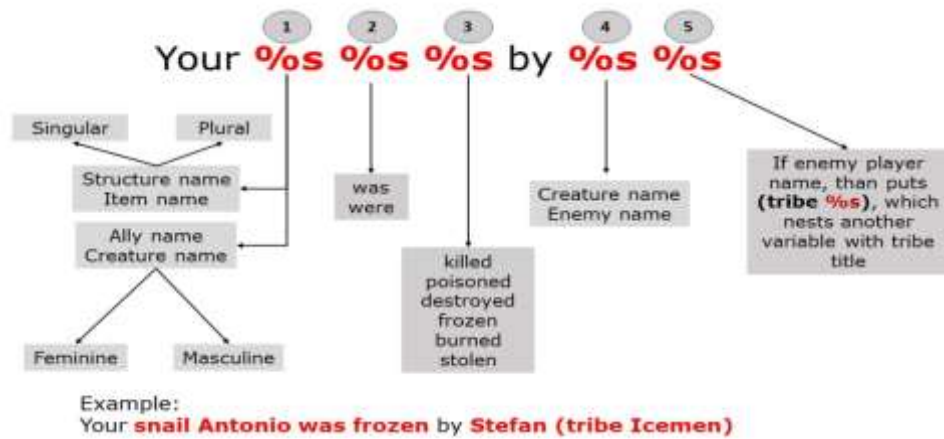 1 2 3 4 5
Your %s %s %s by %s %s
Singular
Plural
Structure name
Item name
Ally name
Creature name
Feminine
Masculine
was
were
killed
poisoned
destroyed
frozen
burned
stolen
Creature name
Enemy name
If enemy player
name, than puts
(tribe %s), which
nests another
variable with tribe
title
Example:
Your snail Antonio was frozen by Stefan (tribe Icemen)